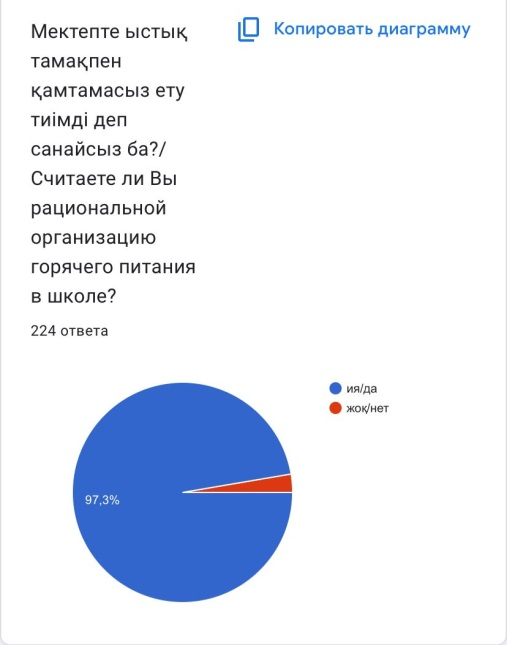 Мектепте ыстық
тамақпен
қамтамасыз ету
тиімді деп
санайсыз ба?/
Считаете ли Вы
рациональной
организацию
горячего питания
в школе?
Копировать диаграмму
224 ответа
ия/да
жоқ/нет
97,3%